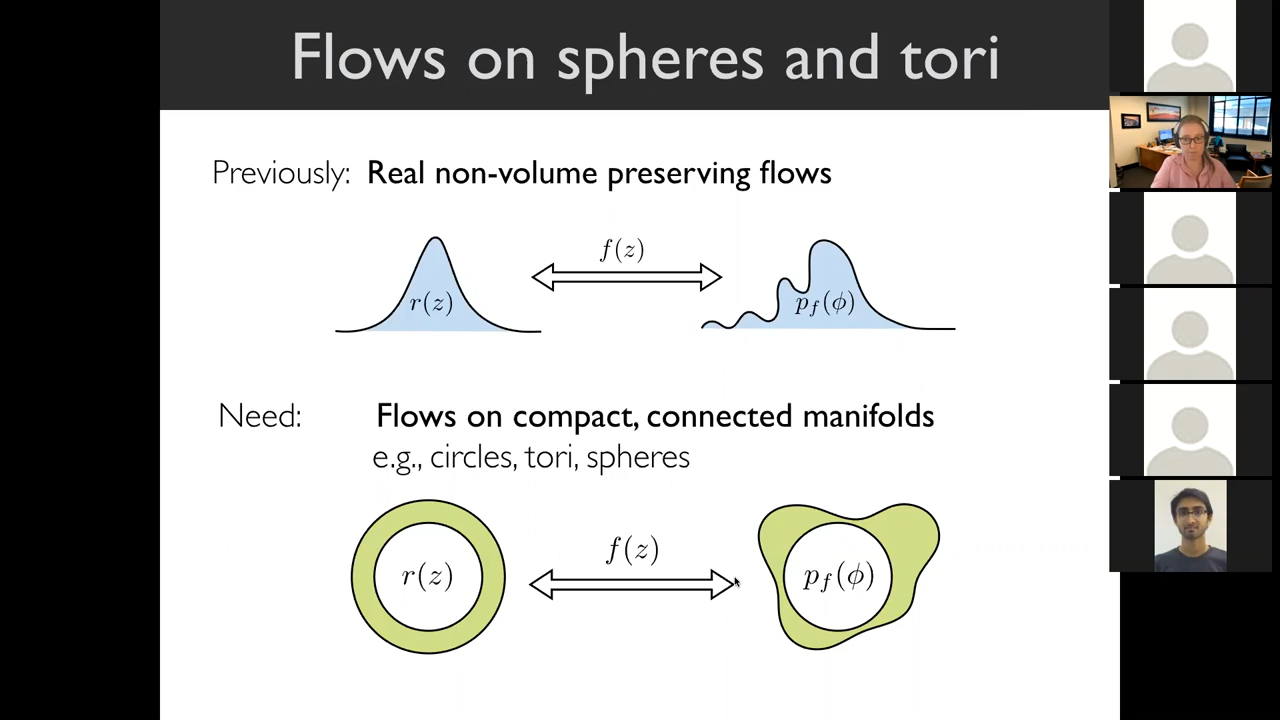 Flows on spheres and tori
Previously: Real non-volume preserving flows
f(z)
r(z)
p_f(ϕ)
Need: Flows on compact, connected manifolds
e.g., circles, tori, spheres
f(z)
r(z)
p_f(ϕ)